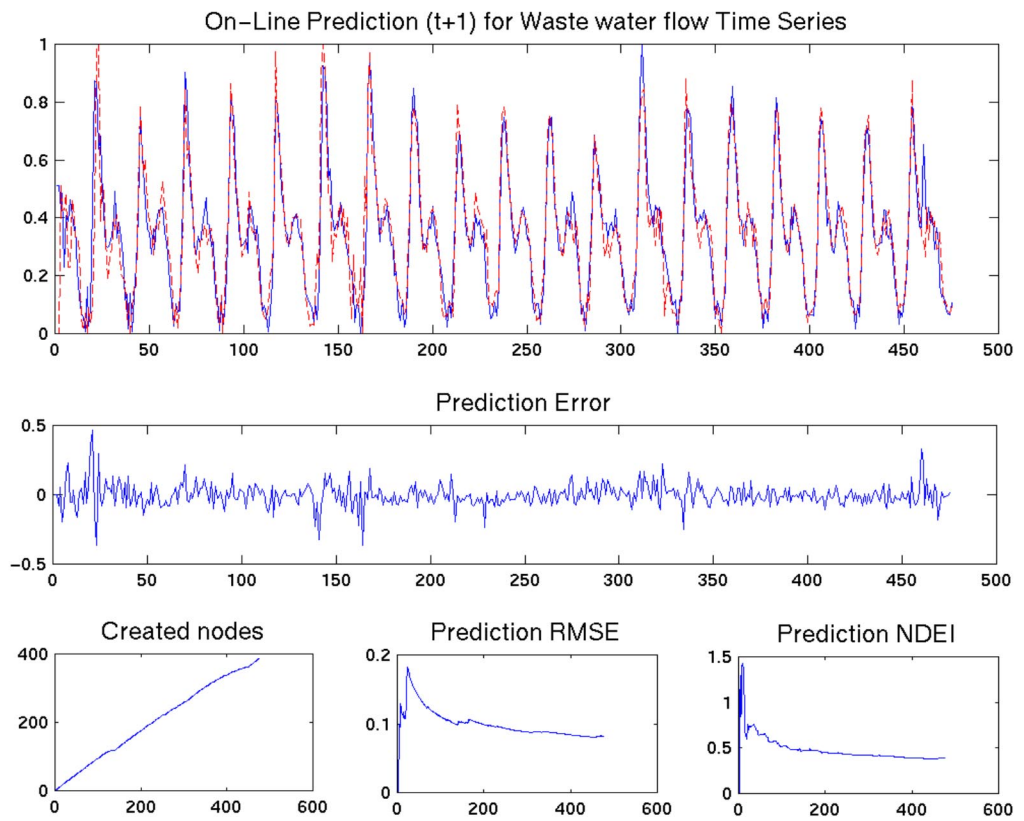 On-Line Prediction (t+1) for Waste water flow Time Series
1
0.8
0.6
0.4
0.2
0
0 50 100 150 200 250 300 350 400 450 500
Prediction Error
0.5
0
−0.5
0 50 100 150 200 250 300 350 400 450 500
Created nodes
400
200
0
0 200 400 600
Prediction RMSE
0.2
0.1
0
0 200 400 600
Prediction NDEI
1.5
1
0.5
0
0 200 400 600